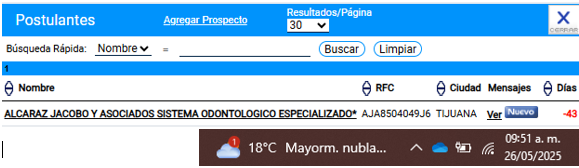 Postulantes Agregar Prospecto Resultados/Página
30
CERRAR
Búsqueda Rápida: Nombre = Buscar Limpiar
1
Nombre RFC Ciudad Mensajes Días
ALCARAZ JACOBO Y ASOCIADOS SISTEMA ODONTOLOGICO ESPECIALIZADO* AJA8504049J6 TIJUANA Ver Nuevo -43
1 18°C Mayorm. nubla... 09:51 a. m.
26/05/2025